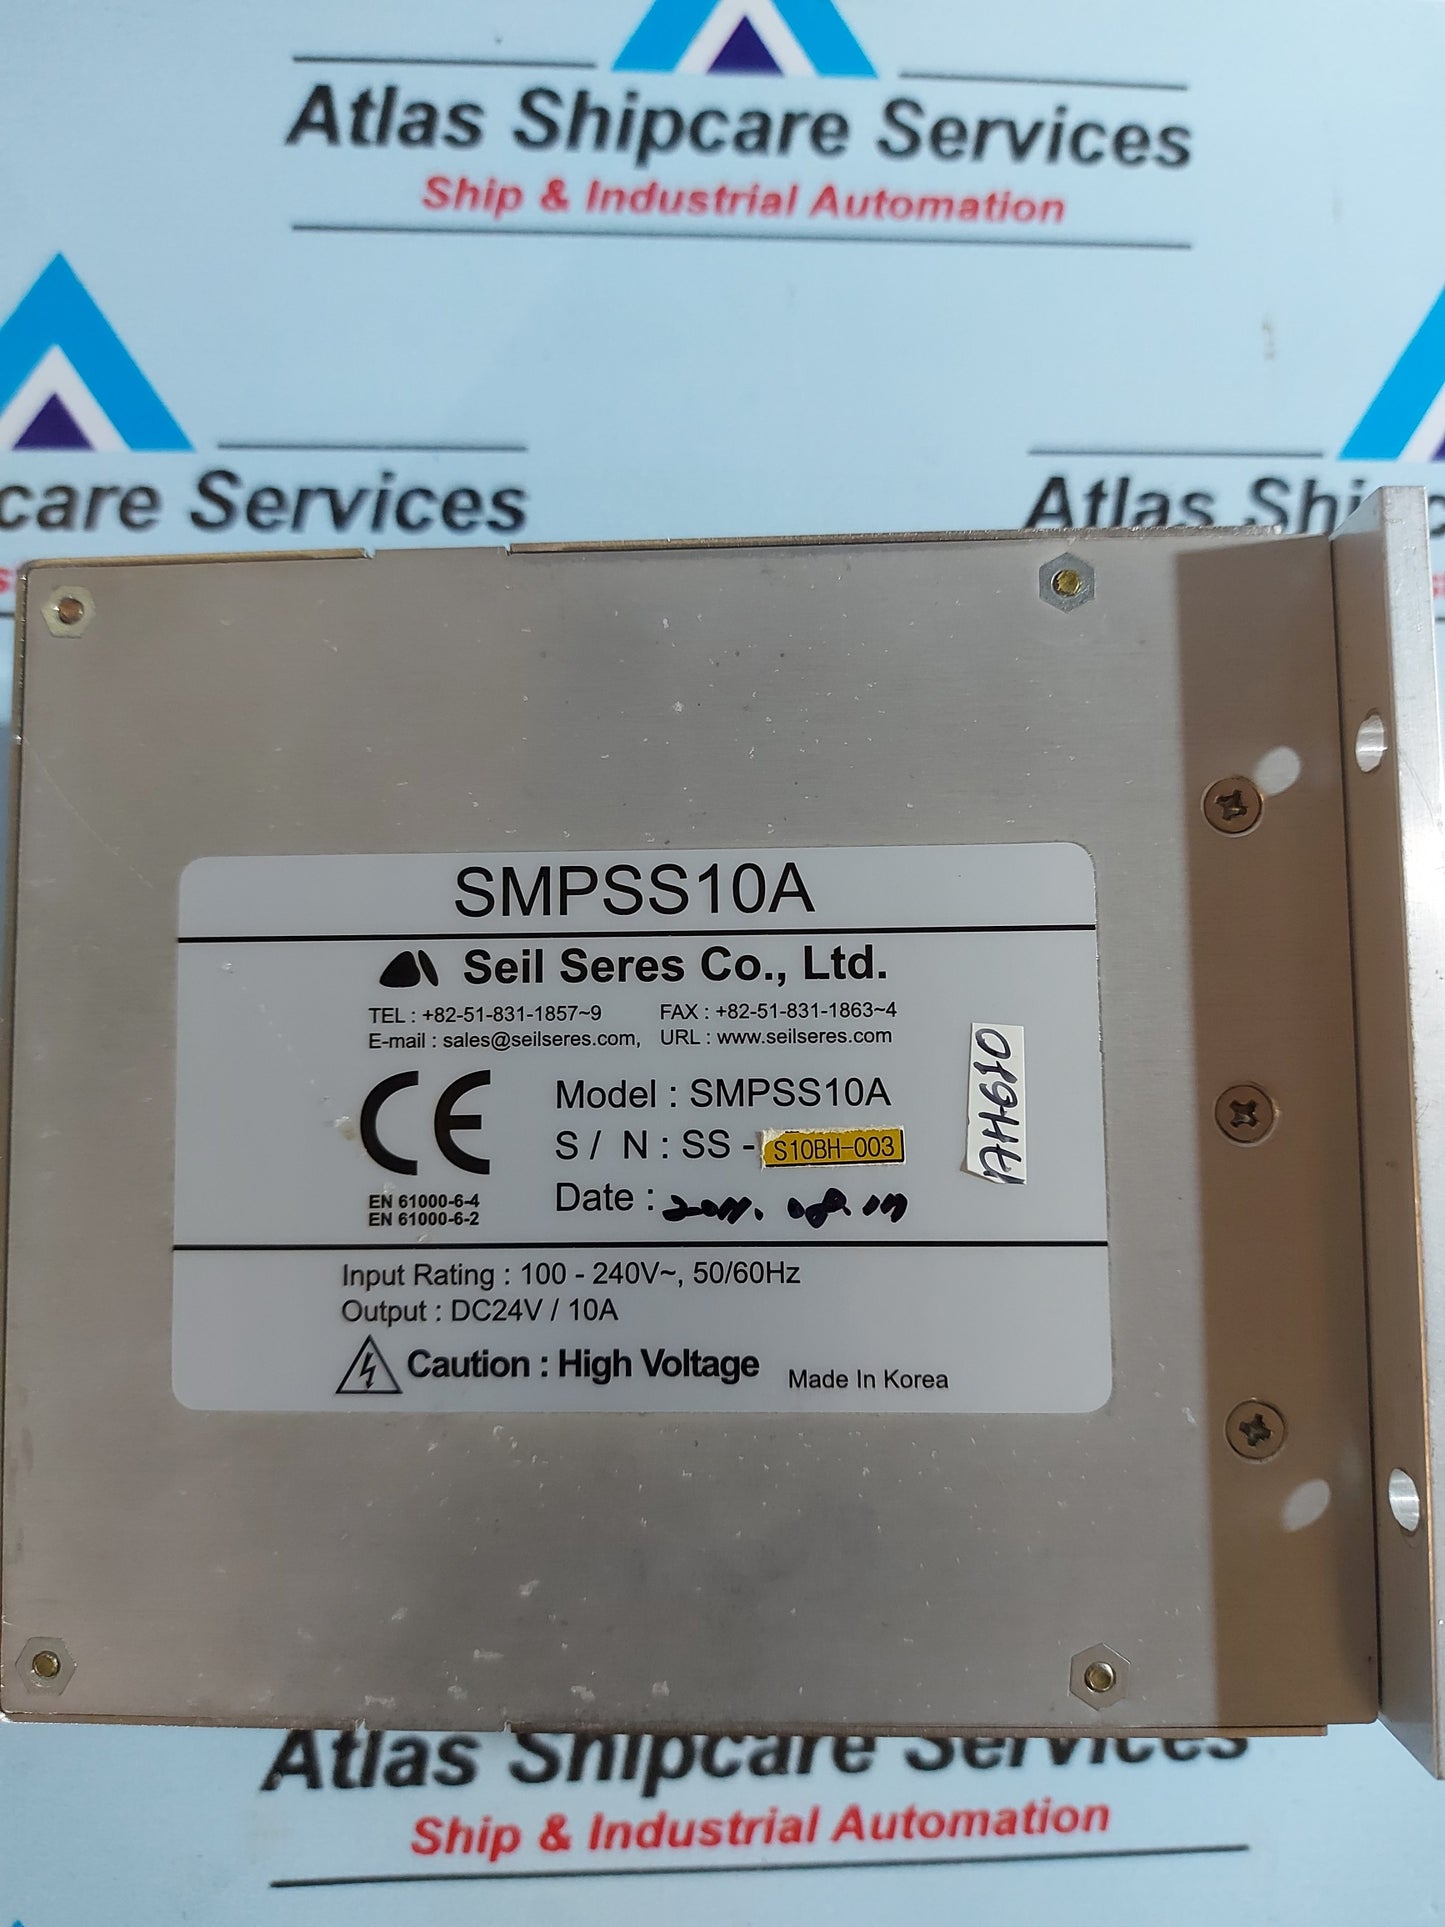 Atlas Shipcare Services
Ship & Industrial Automation
care Services
Atlas Ship
SMPSS10A
Seil Seres Co., Ltd.
TEL : +82-51-831-1857~9 FAX : +82-51-831-1863~4
E-mail : sales@seilseres.com, URL : www.seilseres.com
CE
Model : SMPSS10A
S / N : SS - S10BH-003
EN 61000-6-4
EN 61000-6-2
Date :
AH610
Input Rating : 100 - 240V~, 50/60Hz
Output : DC24V / 10A
Caution : High Voltage
Made In Korea
Atlas Shipcare Services
Ship & Industrial Automation